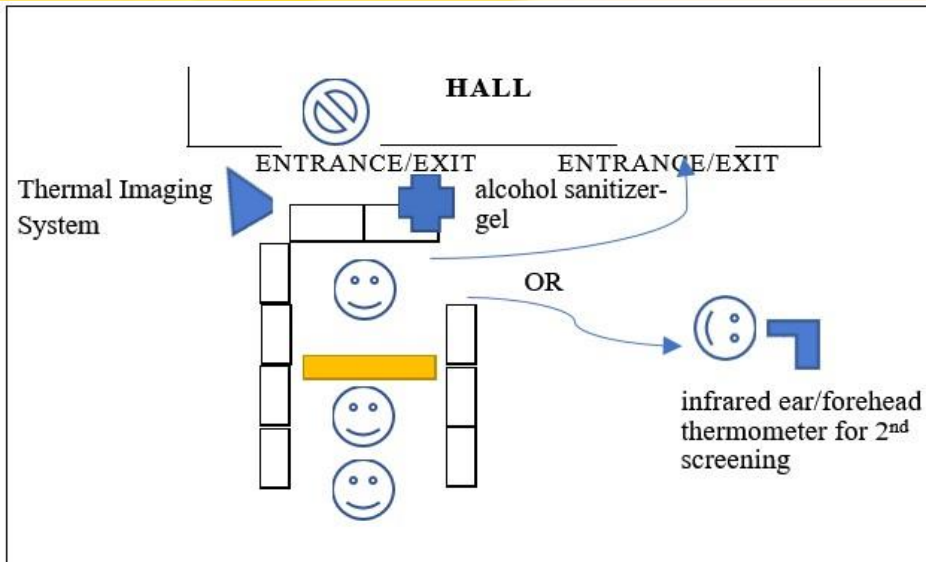 HALL
ENTRANCE/EXIT
ENTRANCE/EXIT
Thermal Imaging
System
alcohol sanitizer-
gel
OR
infrared ear/forehead
thermometer for 2nd
screening